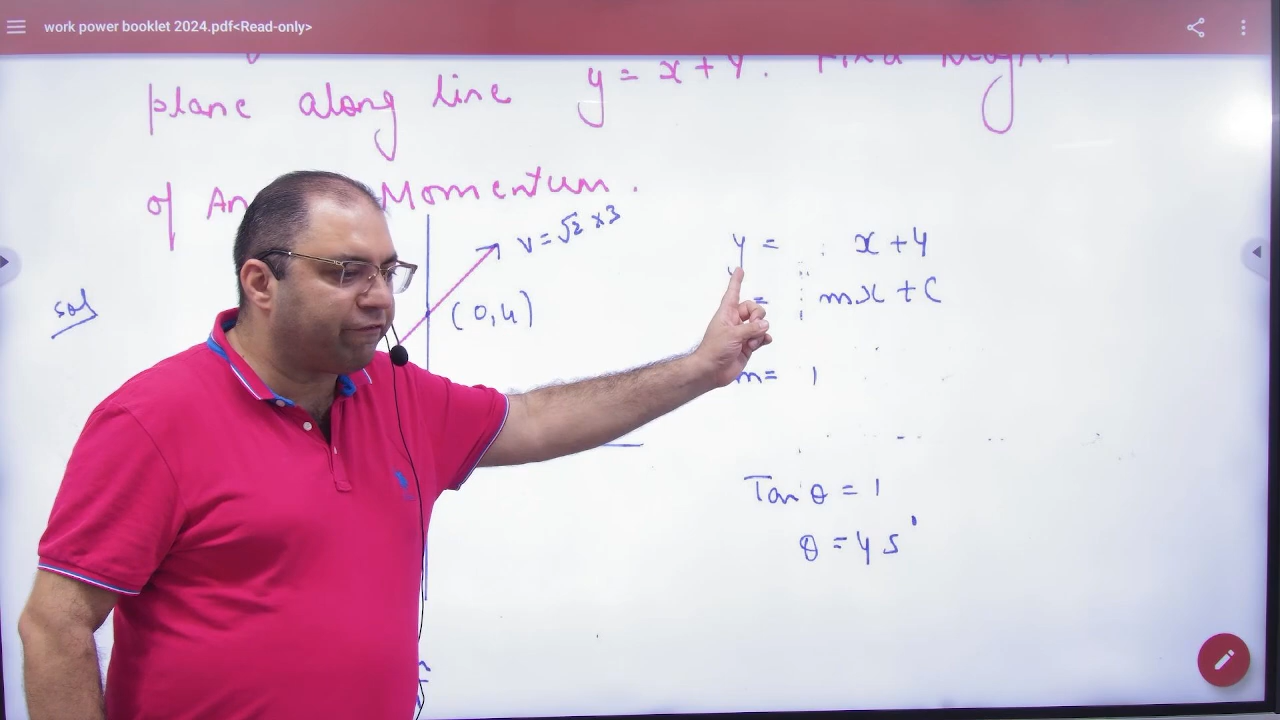 work power booklet 2024.pdf<Read-only>
plane along line y = x + 4. Find
of Momentum.
sol
v = √2 × 3
(0,4)
y = x + 4
= mx + c
m = 1
Tan θ = 1
θ = 45°